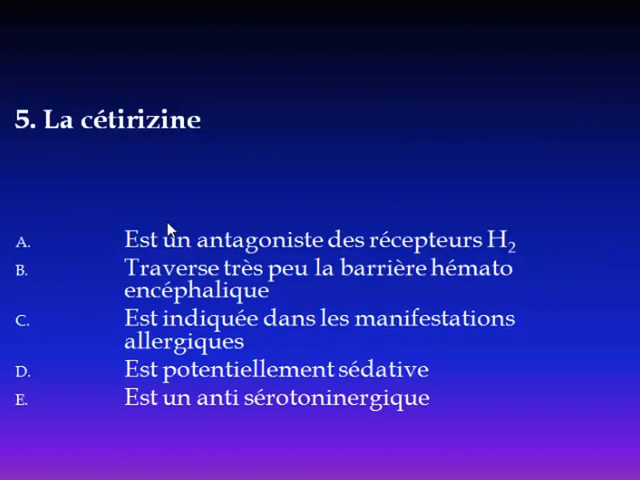 5. La cétirizine
A. Est un antagoniste des récepteurs H₂
B. Traverse très peu la barrière hémato
encéphalique
C. Est indiquée dans les manifestations
allergiques
D. Est potentiellement sédative
E. Est un anti sérotoninergique